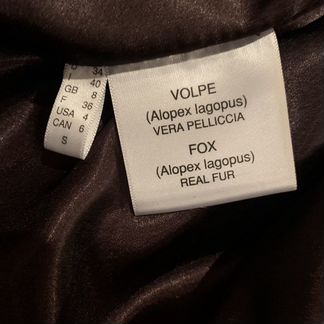 34
I 40
GB 8
F 36
USA 4
CAN 6
S
VOLPE
(Alopex lagopus)
VERA PELLICCIA
FOX
(Alopex lagopus)
REAL FUR